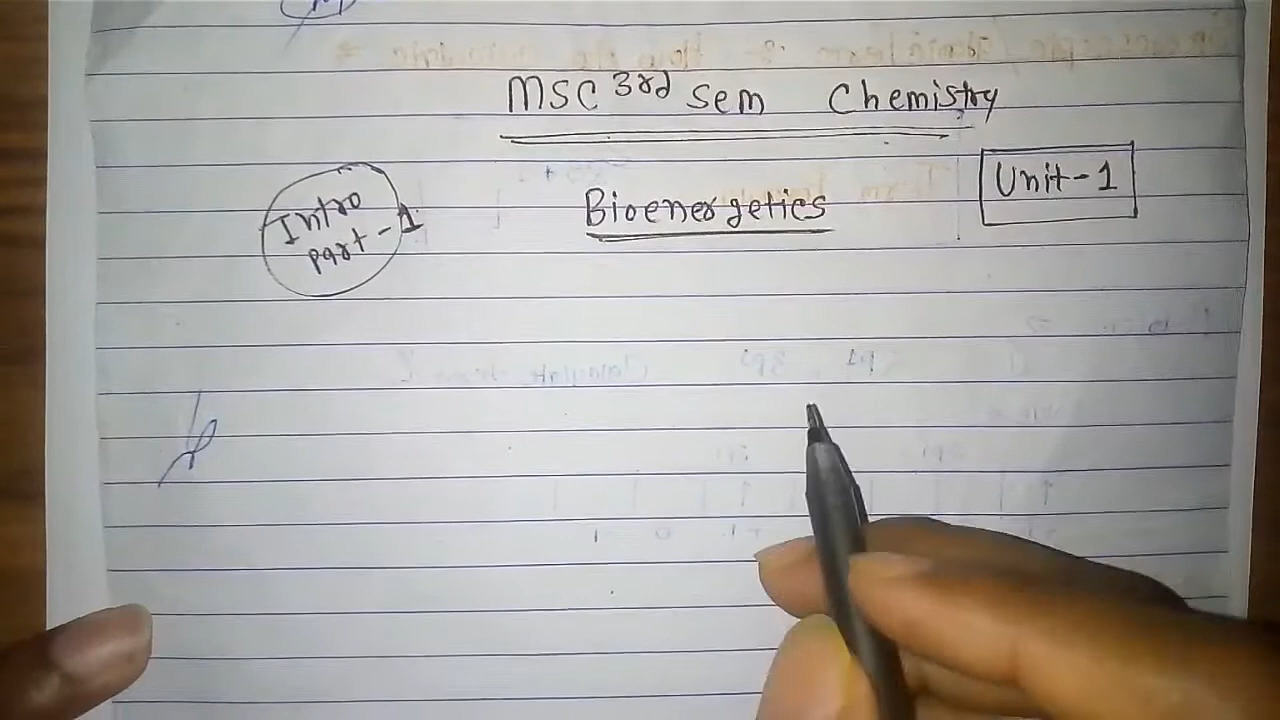 MSC 3rd sem Chemistry
Unit-1
Bioenergetics
Intro
part-1